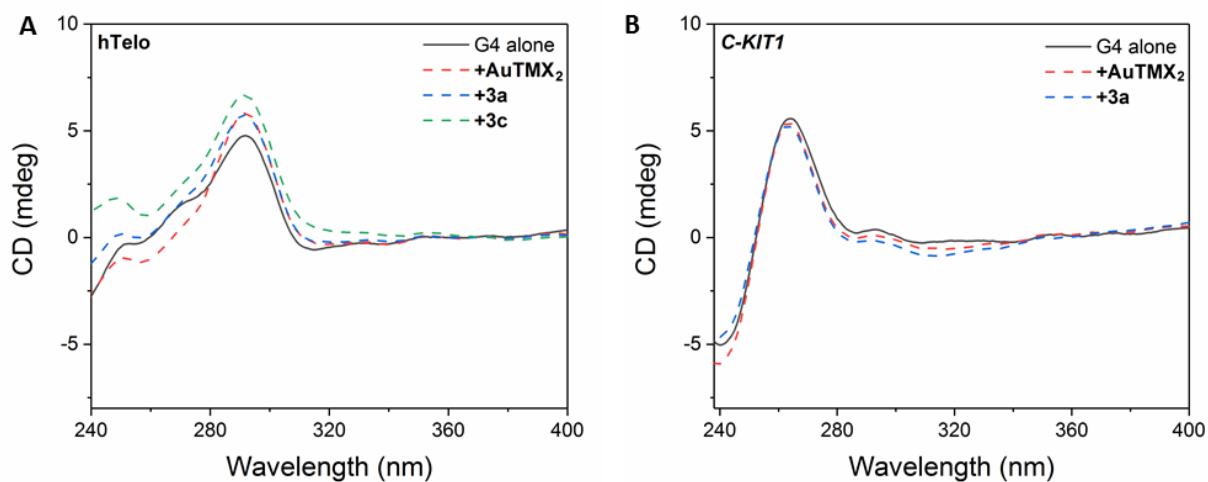 A
hTelo
G4 alone
+AuTMX₂
+3a
+3c
10
5
0
-5
CD (mdeg)
240 280 320 360 400
Wavelength (nm)
B
C-KIT1
G4 alone
+AuTMX₂
+3a
10
5
0
-5
CD (mdeg)
240 280 320 360 400
Wavelength (nm)